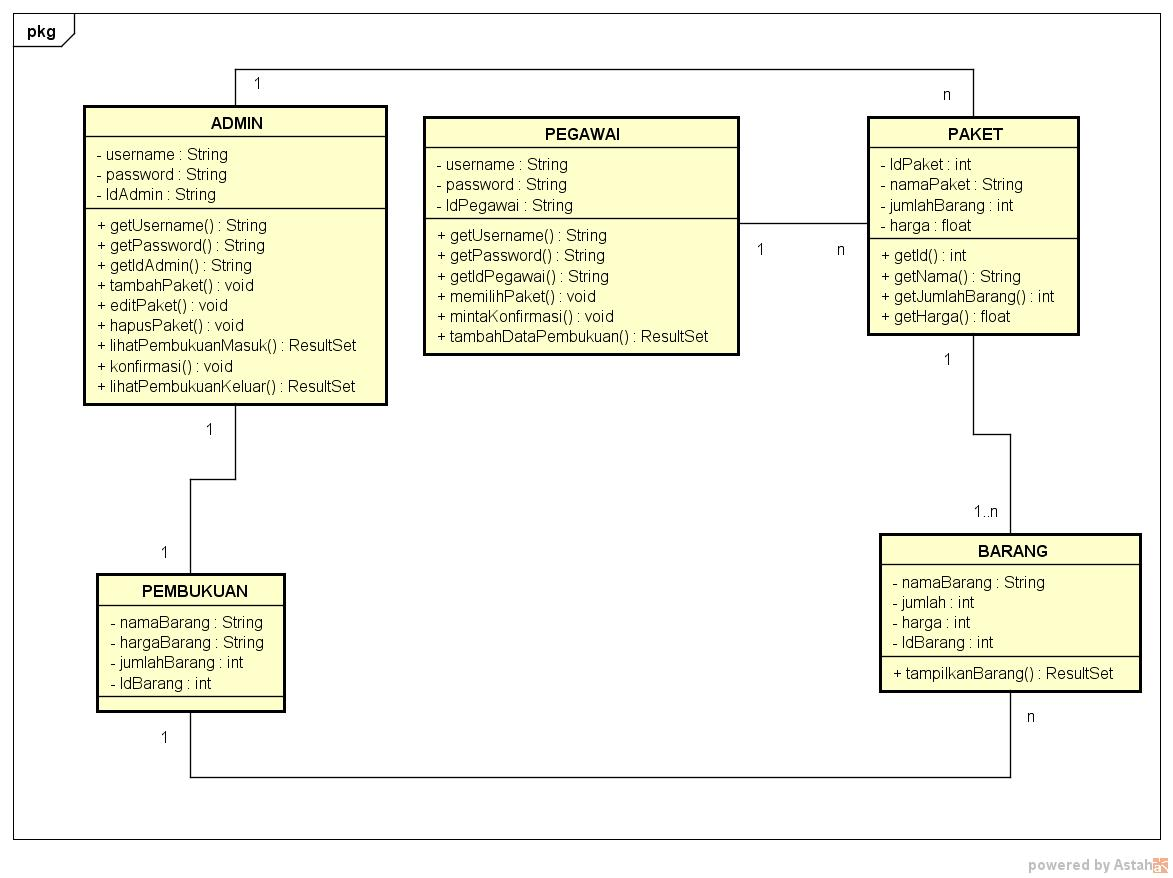 pkg
1
n
ADMIN
- username : String
- password : String
- IdAdmin : String
+ getUsername() : String
+ getPassword() : String
+ getIdAdmin() : String
+ tambahPaket() : void
+ editPaket() : void
+ hapusPaket() : void
+ lihatPembukuanMasuk() : ResultSet
+ konfirmasi() : void
+ lihatPembukuanKeluar() : ResultSet
PEGAWAI
- username : String
- password : String
- IdPegawai : String
+ getUsername() : String
+ getPassword() : String
+ getIdPegawai() : String
+ memilihPaket() : void
+ mintaKonfirmasi() : void
+ tambahDataPembukuan() : ResultSet
1
n
PAKET
- IdPaket : int
- namaPaket : String
- jumlahBarang : int
- harga : float
+ getId() : int
+ getNama() : String
+ getJumlahBarang() : int
+ getHarga() : float
1
1
1..n
1
PEMBUKUAN
- namaBarang : String
- hargaBarang : String
- jumlahBarang : int
- IdBarang : int
1
BARANG
- namaBarang : String
- jumlah : int
- harga : int
- IdBarang : int
+ tampilkanBarang() : ResultSet
n
powered by Astah